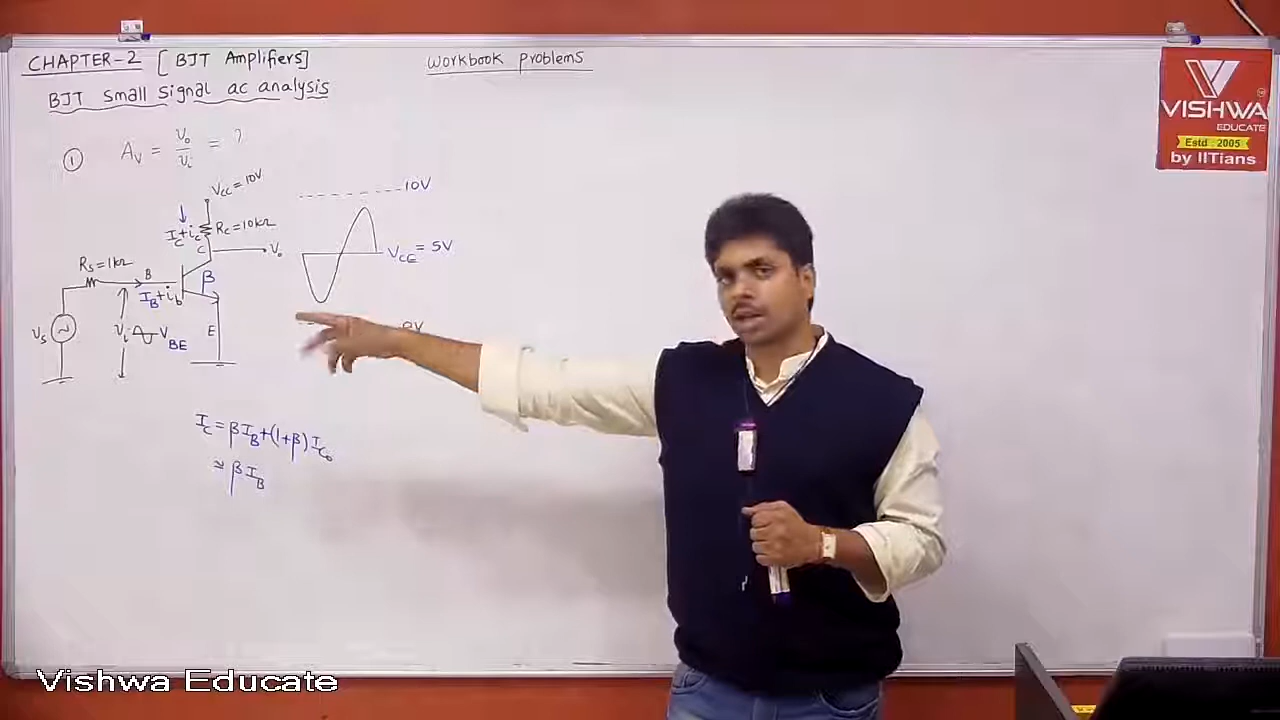 CHAPTER-2 [BJT Amplifiers]
BJT small signal ac analysis
Workbook problems
① Av = vo/vi = ?
VCC = 10V
IC+ic
RC = 10kΩ
C
Vo
RS = 1kΩ
B
IB+ib
β
vs
vi
VBE
E
10V
VCE = 5V
0V
IC = βIB+(1+β)ICo
≅ βIB
VISHWA
EDUCATE
Estd : 2005
by IITians
Vishwa Educate